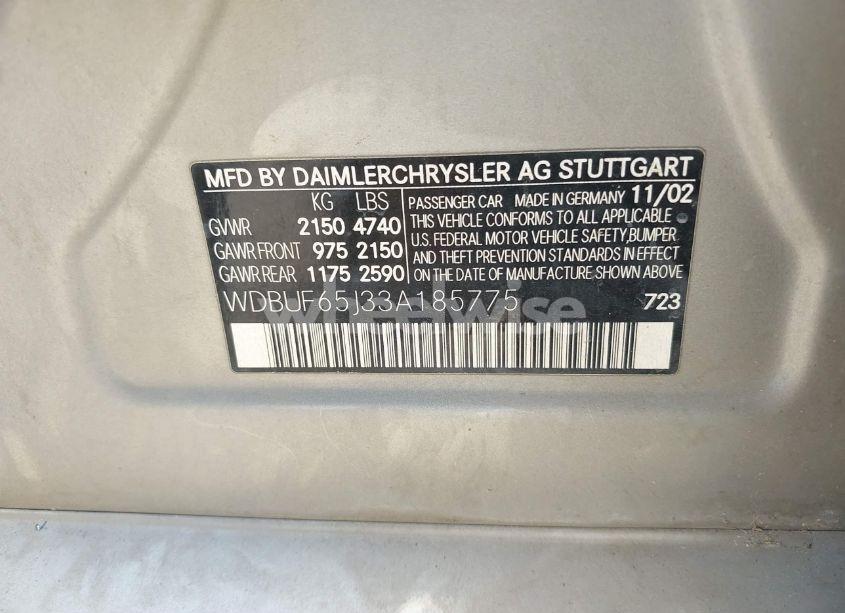 MFD BY DAIMLERCHRYSLER AG STUTTGART
KG LBS
GVWR 2150 4740
GAWR FRONT 975 2150
GAWR REAR 1175 2590
PASSENGER CAR MADE IN GERMANY 11/02
THIS VEHICLE CONFORMS TO ALL APPLICABLE
U.S. FEDERAL MOTOR VEHICLE SAFETY,BUMPER
AND THEFT PREVENTION STANDARDS IN EFFECT
ON THE DATE OF MANUFACTURE SHOWN ABOVE
WDBUF65J33A185775 723
wheelwise